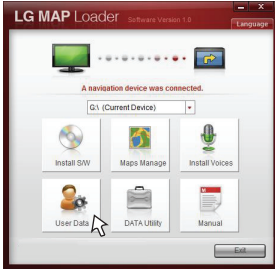 LG MAP Loader Software Version 1.0
Language
A navigation device was connected.
G:\ (Current Device)
Install S/W Maps Manage Install Voices
User Data DATA Utility Manual
Exit